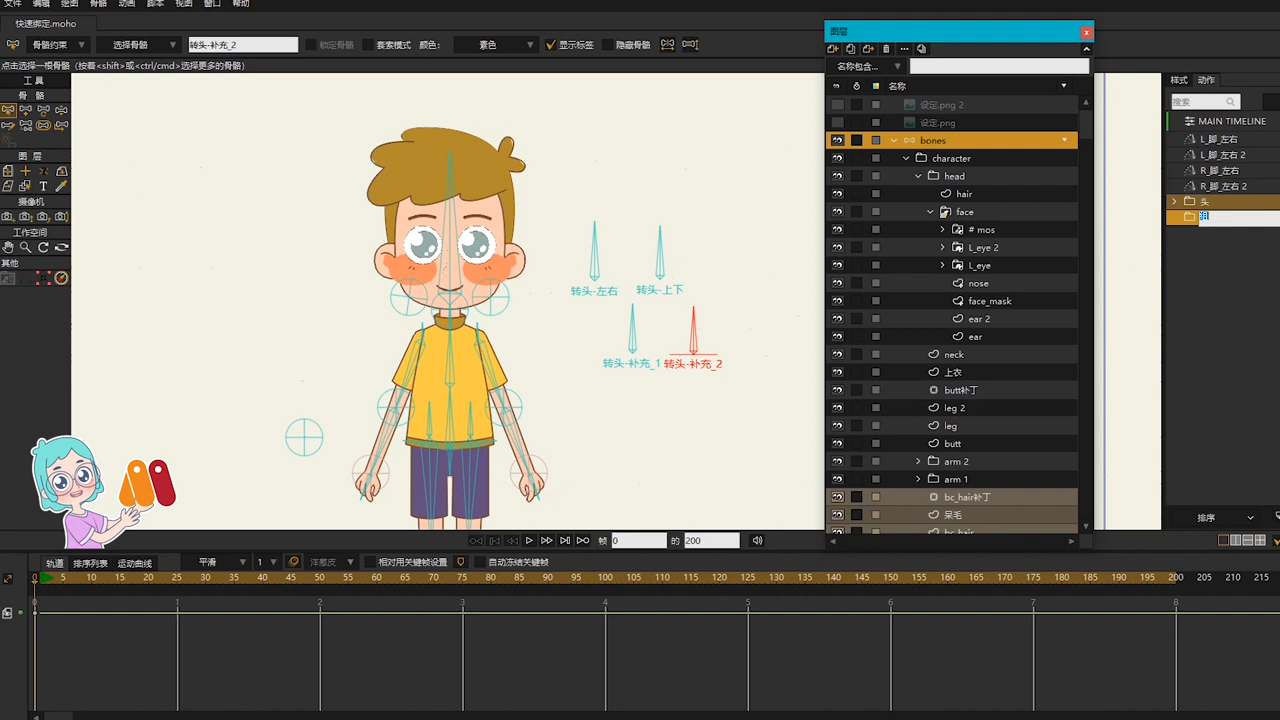 文件 编辑 绘图 骨骼 动画 脚本 视图 窗口 帮助
快速绑定.moho
骨骼约束 选择骨骼 转头-补充_2 锁定骨骼 赛璐模式 颜色: 素色 显示标签 隐藏骨骼
点击选择一根骨骼 (按着<shift>或<ctrl/cmd>选择更多的骨骼)
工具
骨 骼
图 层
摄像机
工作空间
其他
转头-左右
转头-上下
转头-补充_1
转头-补充_2
图层
名称包含...
名称
设定.png 2
设定.png
bones
character
head
hair
face
# mos
L_eye 2
L_eye
nose
face_mask
ear 2
ear
neck
上衣
butt补丁
leg 2
leg
butt
arm 2
arm 1
bc_hair补丁
呆毛
bc_hair
样式 动作
搜索
MAIN TIMELINE
L_脚_左右
L_脚_左右 2
R_脚_左右
R_脚_左右 2
头
排序
帧 0 的 200
轨道 排序列表 运动曲线 平滑 1 洋葱皮 相对用关键帧设置 自动冻结关键帧
0 5 10 15 20 25 30 35 40 45 50 55 60 65 70 75 80 85 90 95 100 105 110 115 120 125 130 135 140 145 150 155 160 165 170 175 180 185 190 195 200 205 210 215
0 1 2 3 4 5 6 7 8